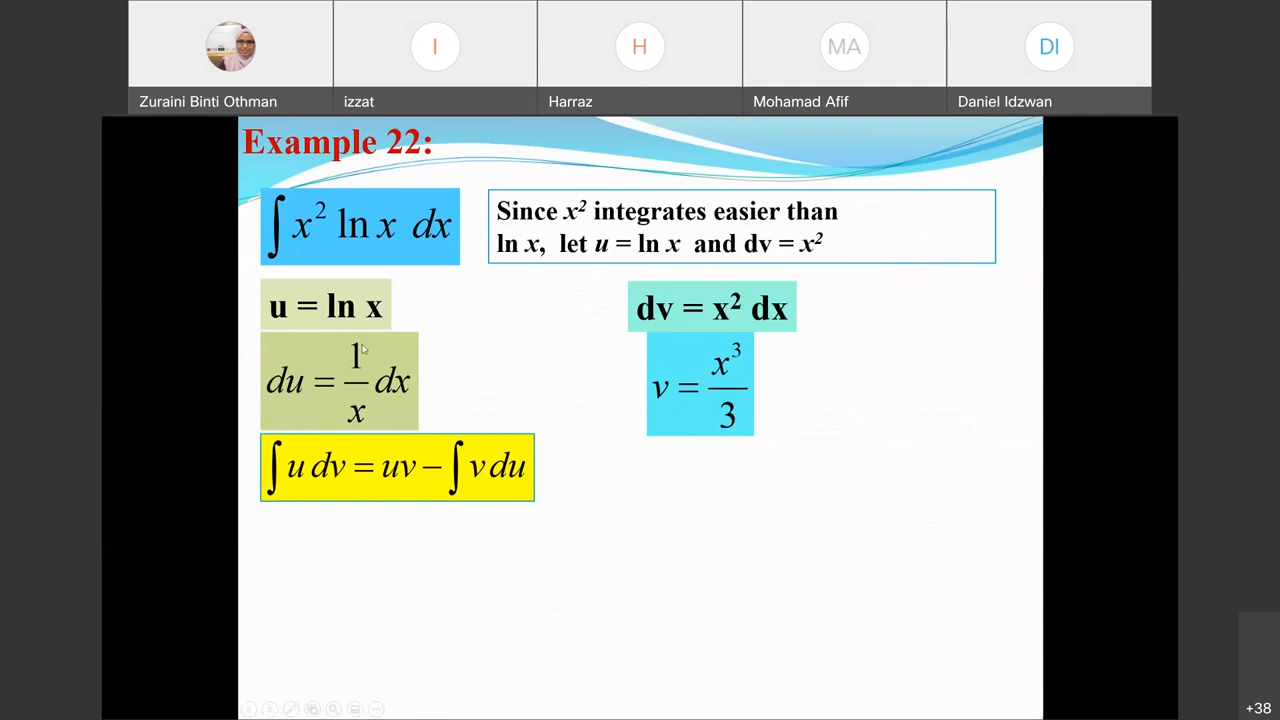 I
H
MA
DI
Zuraini Binti Othman
izzat
Harraz
Mohamad Afif
Daniel Idzwan
Example 22:
∫ x² ln x dx
Since x² integrates easier than
ln x, let u = ln x and dv = x²
u = ln x
dv = x² dx
du = 1/x dx
v = x³/3
∫ u dv = uv − ∫ v du
+38